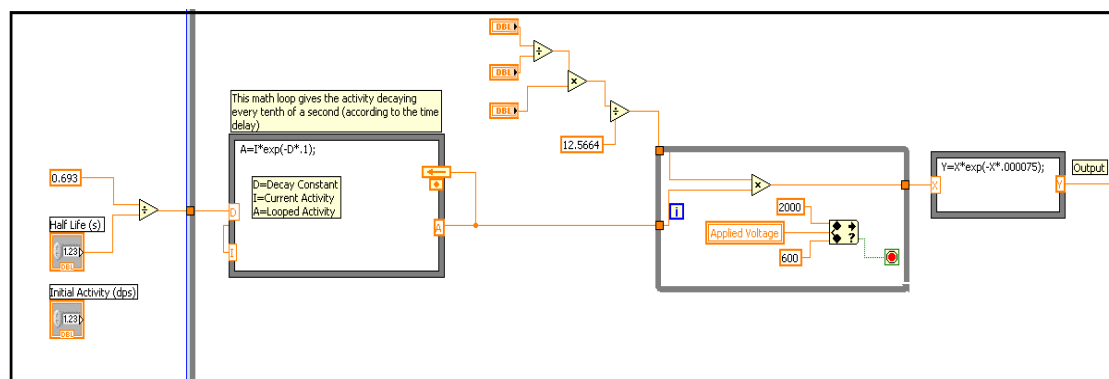 DBL
DBL
DBL
12.5664
This math loop gives the activity decaying
every tenth of a second (according to the time
delay)
A=I*exp(-D*.1);
D=Decay Constant
I=Current Activity
A=Looped Activity
D
I
A
0.693
Half Life (s)
1.23
DBL
Initial Activity (dps)
1.23
DBL
i
2000
Applied Voltage
600
?
Y=X*exp(-X*.000075);
X
Y
Output